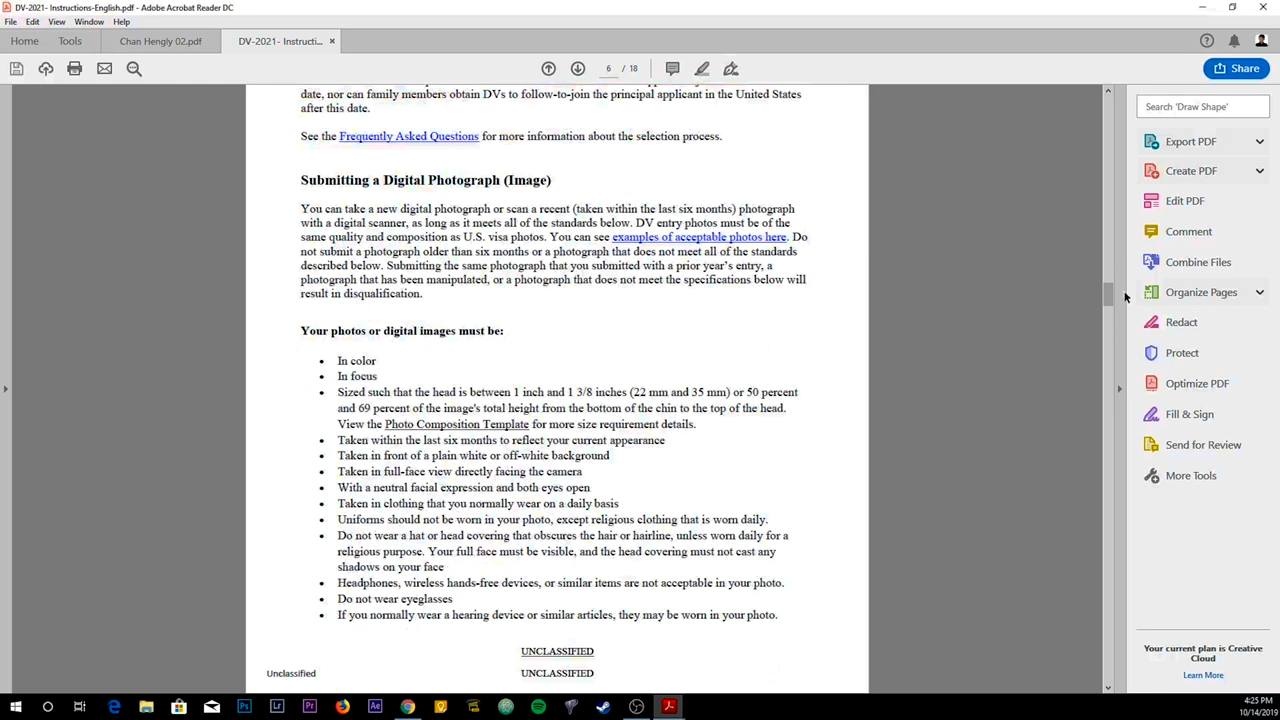 DV-2021- Instructions-English.pdf - Adobe Acrobat Reader DC
File Edit View Window Help
Home Tools Chan Hengly 02.pdf DV-2021- Instructi... ×
6 / 18
Share
date, nor can family members obtain DVs to follow-to-join the principal applicant in the United States
after this date.
See the Frequently Asked Questions for more information about the selection process.
Submitting a Digital Photograph (Image)
You can take a new digital photograph or scan a recent (taken within the last six months) photograph
with a digital scanner, as long as it meets all of the standards below. DV entry photos must be of the
same quality and composition as U.S. visa photos. You can see examples of acceptable photos here. Do
not submit a photograph older than six months or a photograph that does not meet all of the standards
described below. Submitting the same photograph that you submitted with a prior year's entry, a
photograph that has been manipulated, or a photograph that does not meet the specifications below will
result in disqualification.
Your photos or digital images must be:
• In color
• In focus
• Sized such that the head is between 1 inch and 1 3/8 inches (22 mm and 35 mm) or 50 percent
and 69 percent of the image's total height from the bottom of the chin to the top of the head.
View the Photo Composition Template for more size requirement details.
• Taken within the last six months to reflect your current appearance
• Taken in front of a plain white or off-white background
• Taken in full-face view directly facing the camera
• With a neutral facial expression and both eyes open
• Taken in clothing that you normally wear on a daily basis
• Uniforms should not be worn in your photo, except religious clothing that is worn daily.
• Do not wear a hat or head covering that obscures the hair or hairline, unless worn daily for a
religious purpose. Your full face must be visible, and the head covering must not cast any
shadows on your face
• Headphones, wireless hands-free devices, or similar items are not acceptable in your photo.
• Do not wear eyeglasses
• If you normally wear a hearing device or similar articles, they may be worn in your photo.
UNCLASSIFIED
Unclassified UNCLASSIFIED
Search 'Draw Shape'
Export PDF
Create PDF
Edit PDF
Comment
Combine Files
Organize Pages
Redact
Protect
Optimize PDF
Fill & Sign
Send for Review
More Tools
Your current plan is Creative
Cloud
Learn More
Ps Lr Pr Ae
4:25 PM
10/14/2019